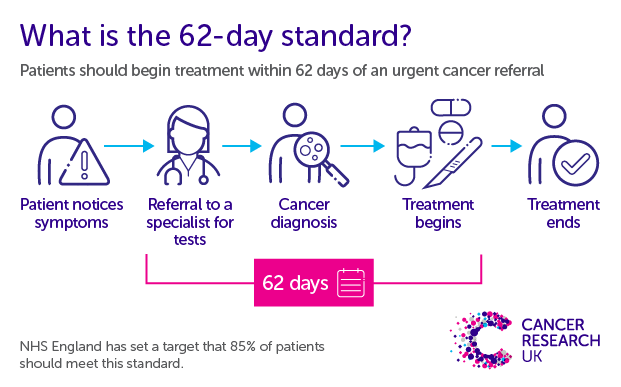 What is the 62-day standard?
Patients should begin treatment within 62 days of an urgent cancer referral
Patient notices
symptoms
Referral to a
specialist for
tests
Cancer
diagnosis
Treatment
begins
Treatment
ends
62 days
NHS England has set a target that 85% of patients
should meet this standard.
CANCER
RESEARCH
UK